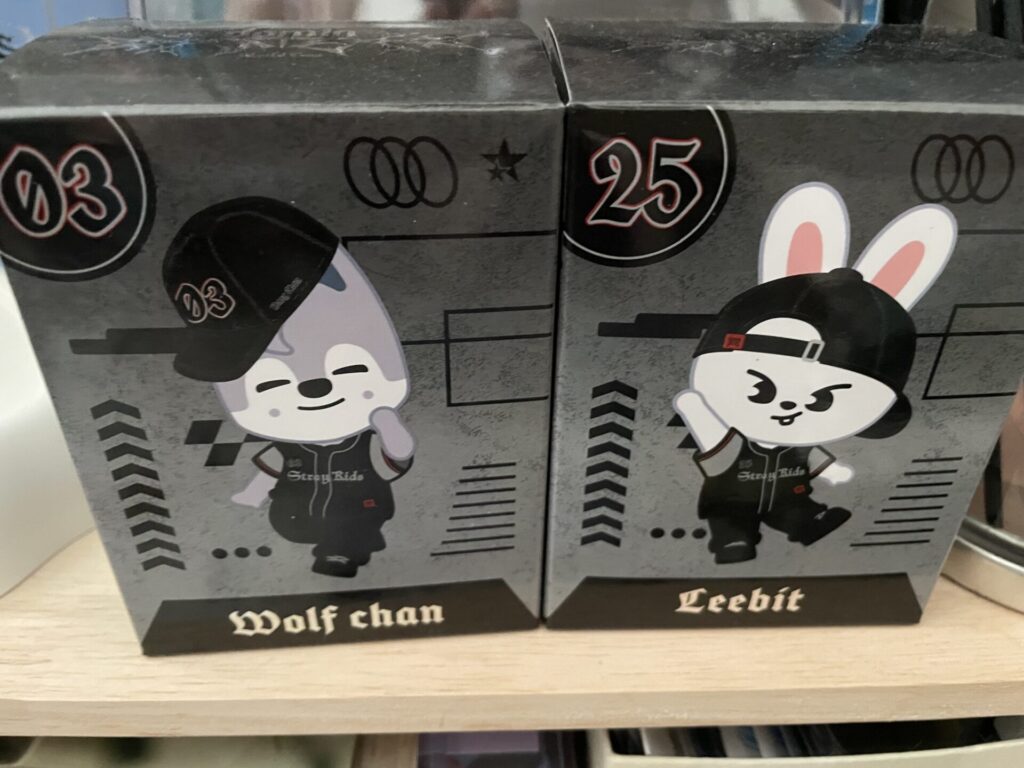 03
25
03
Stray Kids
Stray Kids
Wolf chan
Leebit